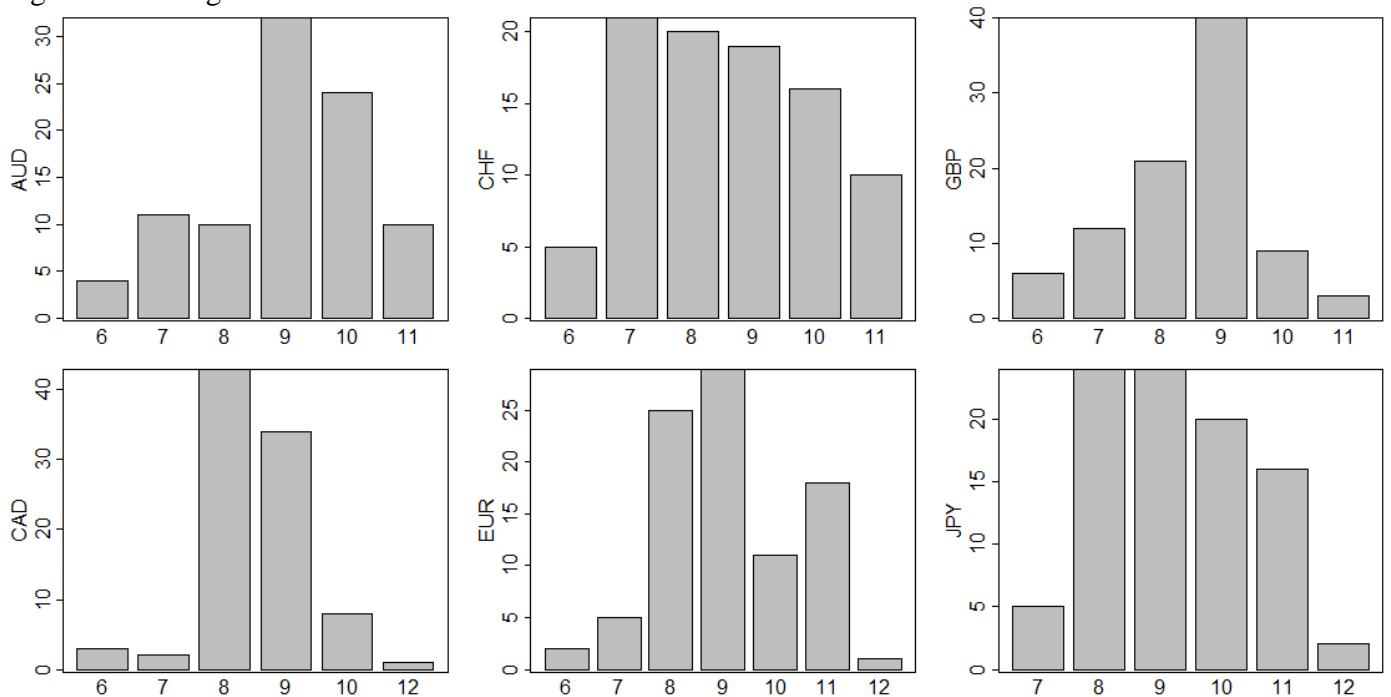 AUD
0 5 10 15 20 25 30
6 7 8 9 10 11
CHF
0 5 10 15 20
6 7 8 9 10 11
GBP
0 10 20 30 40
6 7 8 9 10 11
CAD
0 10 20 30 40
6 7 8 9 10 12
EUR
0 5 10 15 20 25
6 7 8 9 10 11 12
JPY
0 5 10 15 20
7 8 9 10 11 12